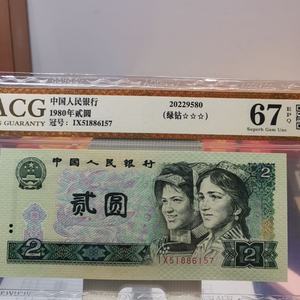 ACG
GS GUARANTY
中国人民银行
1980年贰圆
冠号：IX51886157
20229580
(绿钻☆☆☆)
67 EPQ
Superb Gem Unc
中国人民银行
贰圆
2
2
IX51886157